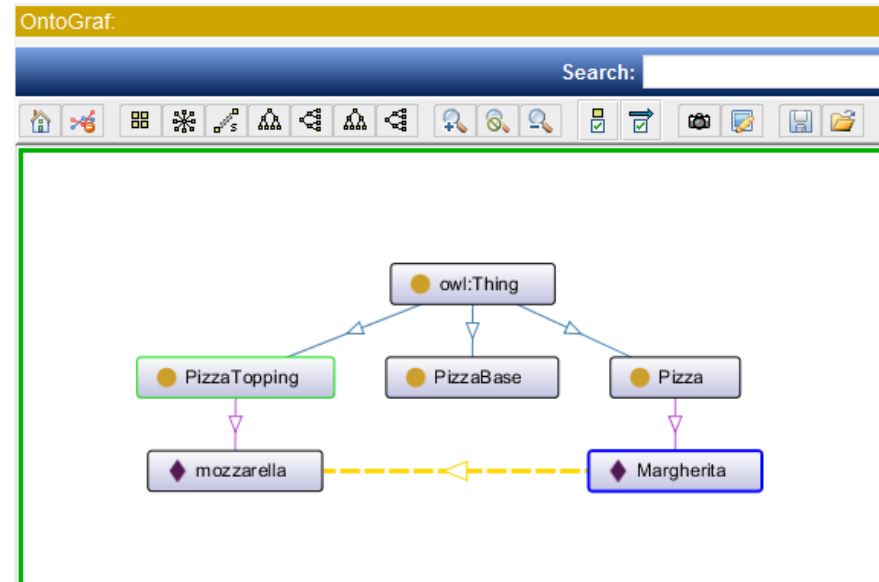 OntoGraf:
Search:
owl:Thing
PizzaTopping
PizzaBase
Pizza
mozzarella
Margherita